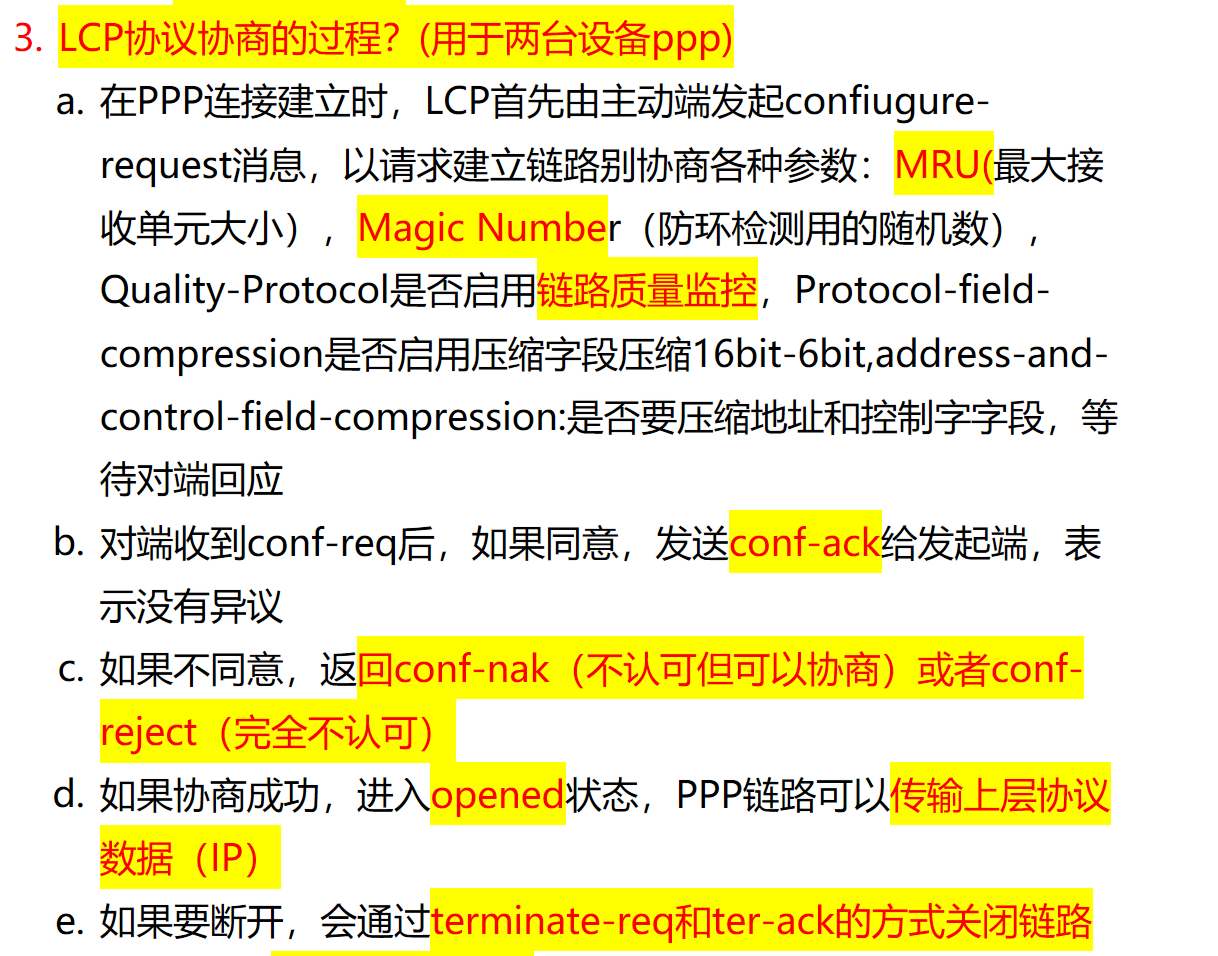 3. LCP协议协商的过程？(用于两台设备ppp)
a. 在PPP连接建立时，LCP首先由主动端发起confiugure-
request消息，以请求建立链路别协商各种参数：MRU(最大接
收单元大小），Magic Number（防环检测用的随机数），
Quality-Protocol是否启用链路质量监控，Protocol-field-
compression是否启用压缩字段压缩16bit-6bit,address-and-
control-field-compression:是否要压缩地址和控制字字段，等
待对端回应
b. 对端收到conf-req后，如果同意，发送conf-ack给发起端，表
示没有异议
c. 如果不同意，返回conf-nak（不认可但可以协商）或者conf-
reject（完全不认可）
d. 如果协商成功，进入opened状态，PPP链路可以传输上层协议
数据（IP）
e. 如果要断开，会通过terminate-req和ter-ack的方式关闭链路